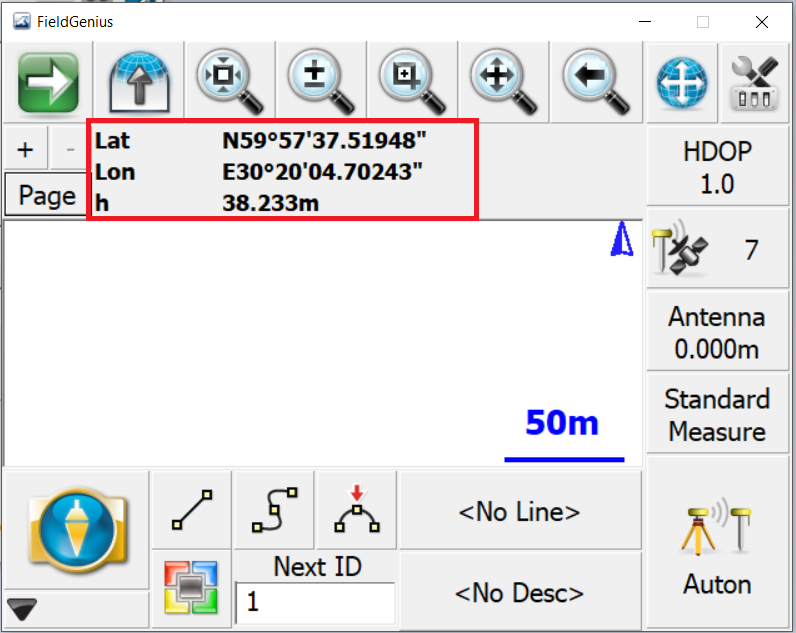 FieldGenius
+ -
Page
Lat N59°57'37.51948"
Lon E30°20'04.70243"
h 38.233m
HDOP
1.0
7
Antenna
0.000m
Standard
Measure
50m
<No Line>
Next ID
1
<No Desc>
Auton